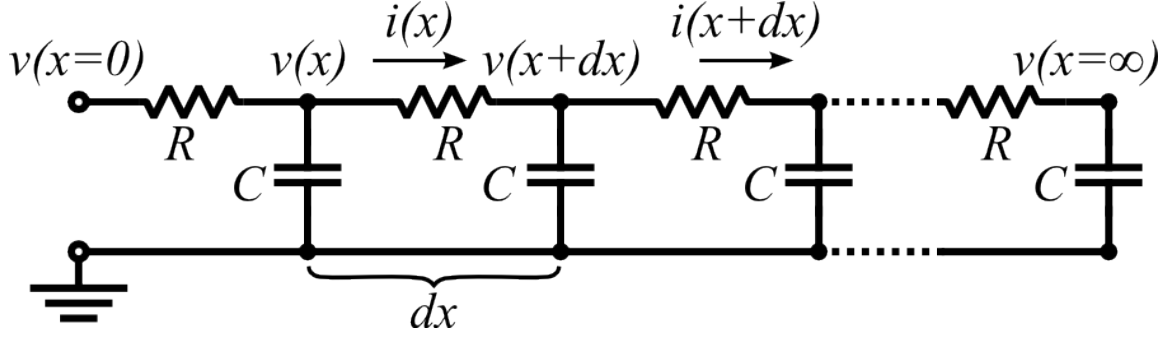 i(x) i(x+dx)
v(x=0) v(x) v(x+dx) v(x=∞)
R R R R
C C C C
dx